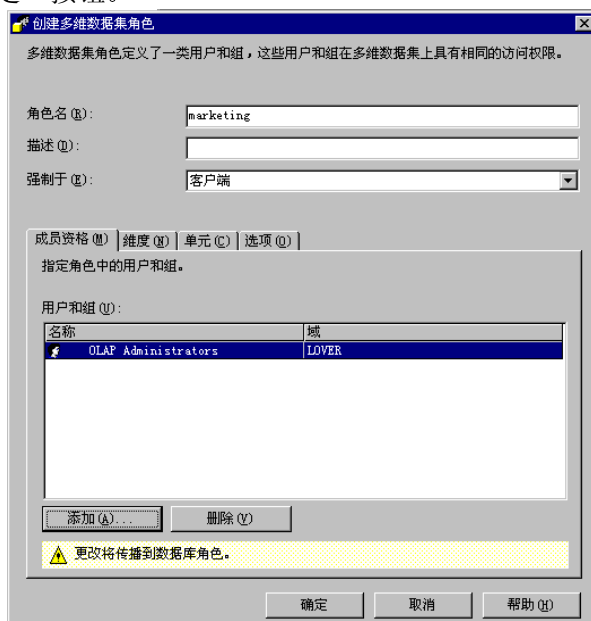 按钮。
创建多维数据集角色
多维数据集角色定义了一类用户和组，这些用户和组在多维数据集上具有相同的访问权限。
角色名(R): marketing
描述(D):
强制于(E): 客户端
成员资格(M) 维度(N) 单元(C) 选项(O)
指定角色中的用户和组。
用户和组(U):
名称 域
OLAP Administrators LOVER
添加(A)... 删除(V)
更改将传播到数据库角色。
确定 取消 帮助(H)